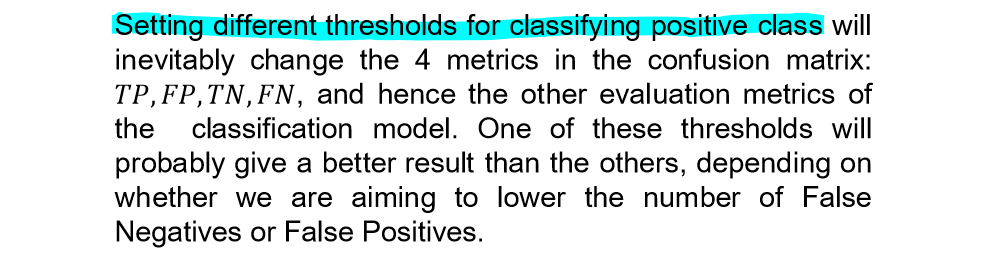 Setting different thresholds for classifying positive class will
inevitably change the 4 metrics in the confusion matrix:
TP, FP, TN, FN, and hence the other evaluation metrics of
the classification model. One of these thresholds will
probably give a better result than the others, depending on
whether we are aiming to lower the number of False
Negatives or False Positives.